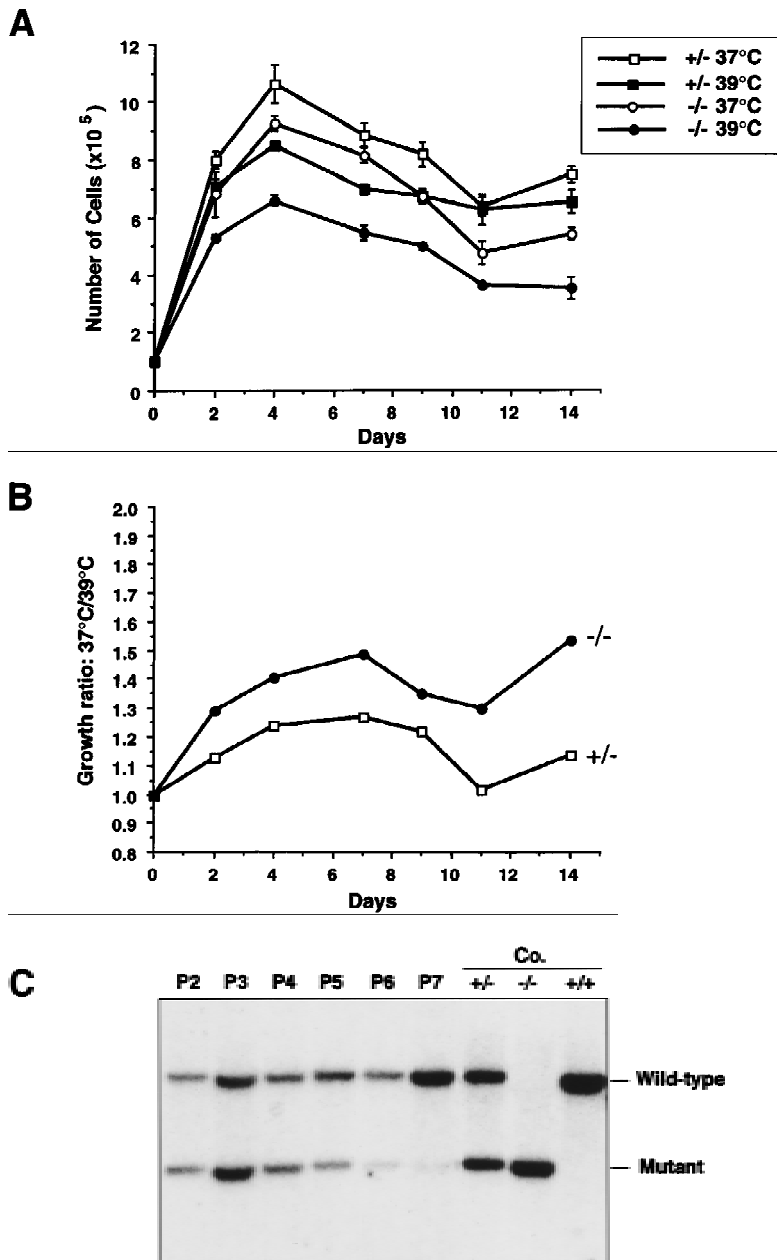 A
Number of Cells (x10 5)
12
10
8
6
4
2
0
0 2 4 6 8 10 12 14
Days
+/- 37°C
+/- 39°C
-/- 37°C
-/- 39°C
B
Growth ratio: 37°C/39°C
2.0
1.9
1.8
1.7
1.6
1.5
1.4
1.3
1.2
1.1
1.0
0.9
0.8
0 2 4 6 8 10 12 14
Days
-/-
+/-
C
Co.
P2 P3 P4 P5 P6 P7 +/- -/- +/+
Wild-type
Mutant